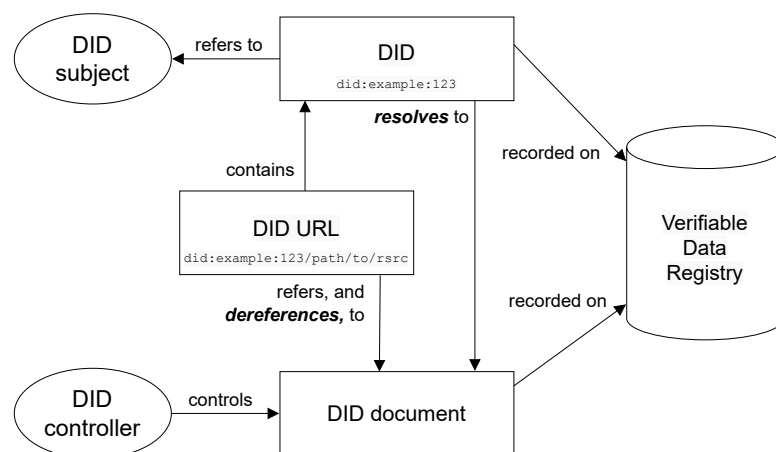 DID
subject
refers to
DID
did:example:123
resolves to
recorded on
contains
DID URL
did:example:123/path/to/rsrc
Verifiable
Data
Registry
refers, and
dereferences, to
recorded on
DID
controller
controls
DID document